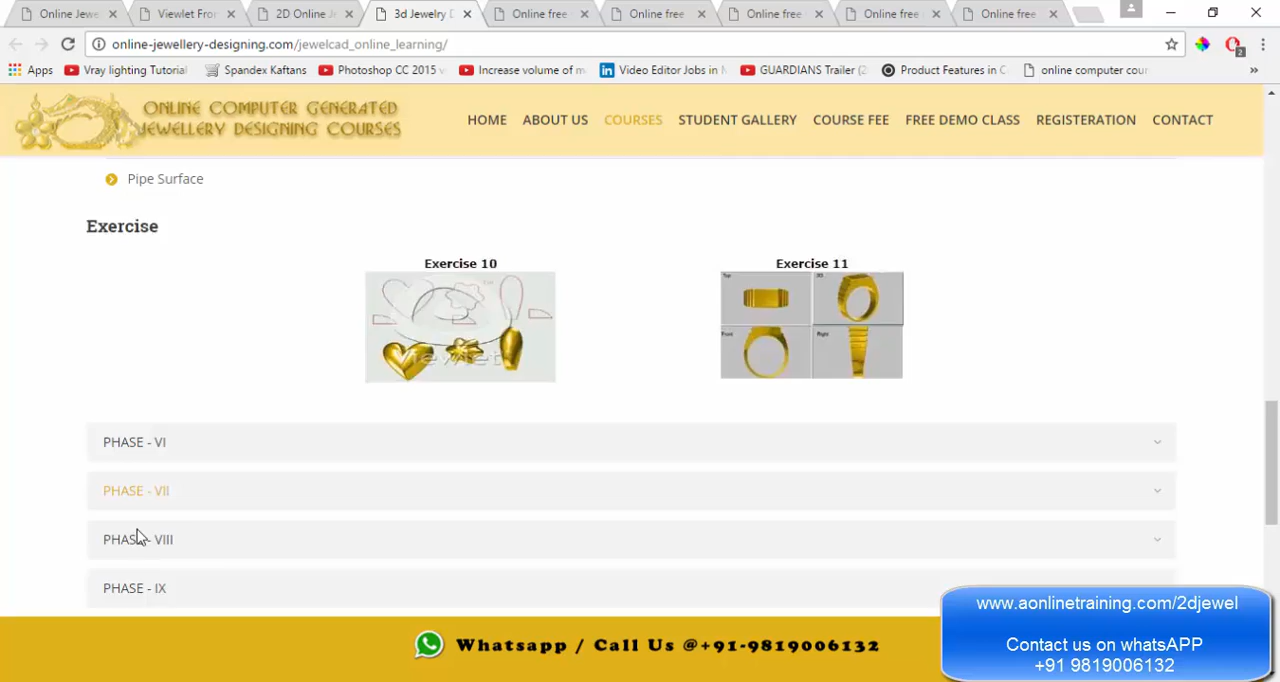 Online Jewe
Viewlet Fro
2D Online J
3d Jewelry D
Online free
Online free
Online free
Online free
Online free
online-jewellery-designing.com/jewelcad_online_learning/
Apps
Vray lighting Tutorial
Spandex Kaftans
Photoshop CC 2015
Increase volume of m
Video Editor Jobs in
GUARDIANS Trailer (2
Product Features in C
online computer cour
2
ONLINE COMPUTER GENERATED
JEWELLERY DESIGNING COURSES
HOME
ABOUT US
COURSES
STUDENT GALLERY
COURSE FEE
FREE DEMO CLASS
REGISTERATION
CONTACT
Pipe Surface
Exercise
Exercise 10
Exercise 11
Viewlet
Top
Front
Right
PHASE - VI
PHASE - VII
PHASE - VIII
PHASE - IX
Whatsapp / Call Us @+91-9819006132
www.aonlinetraining.com/2djewel
Contact us on whatsAPP
+91 9819006132